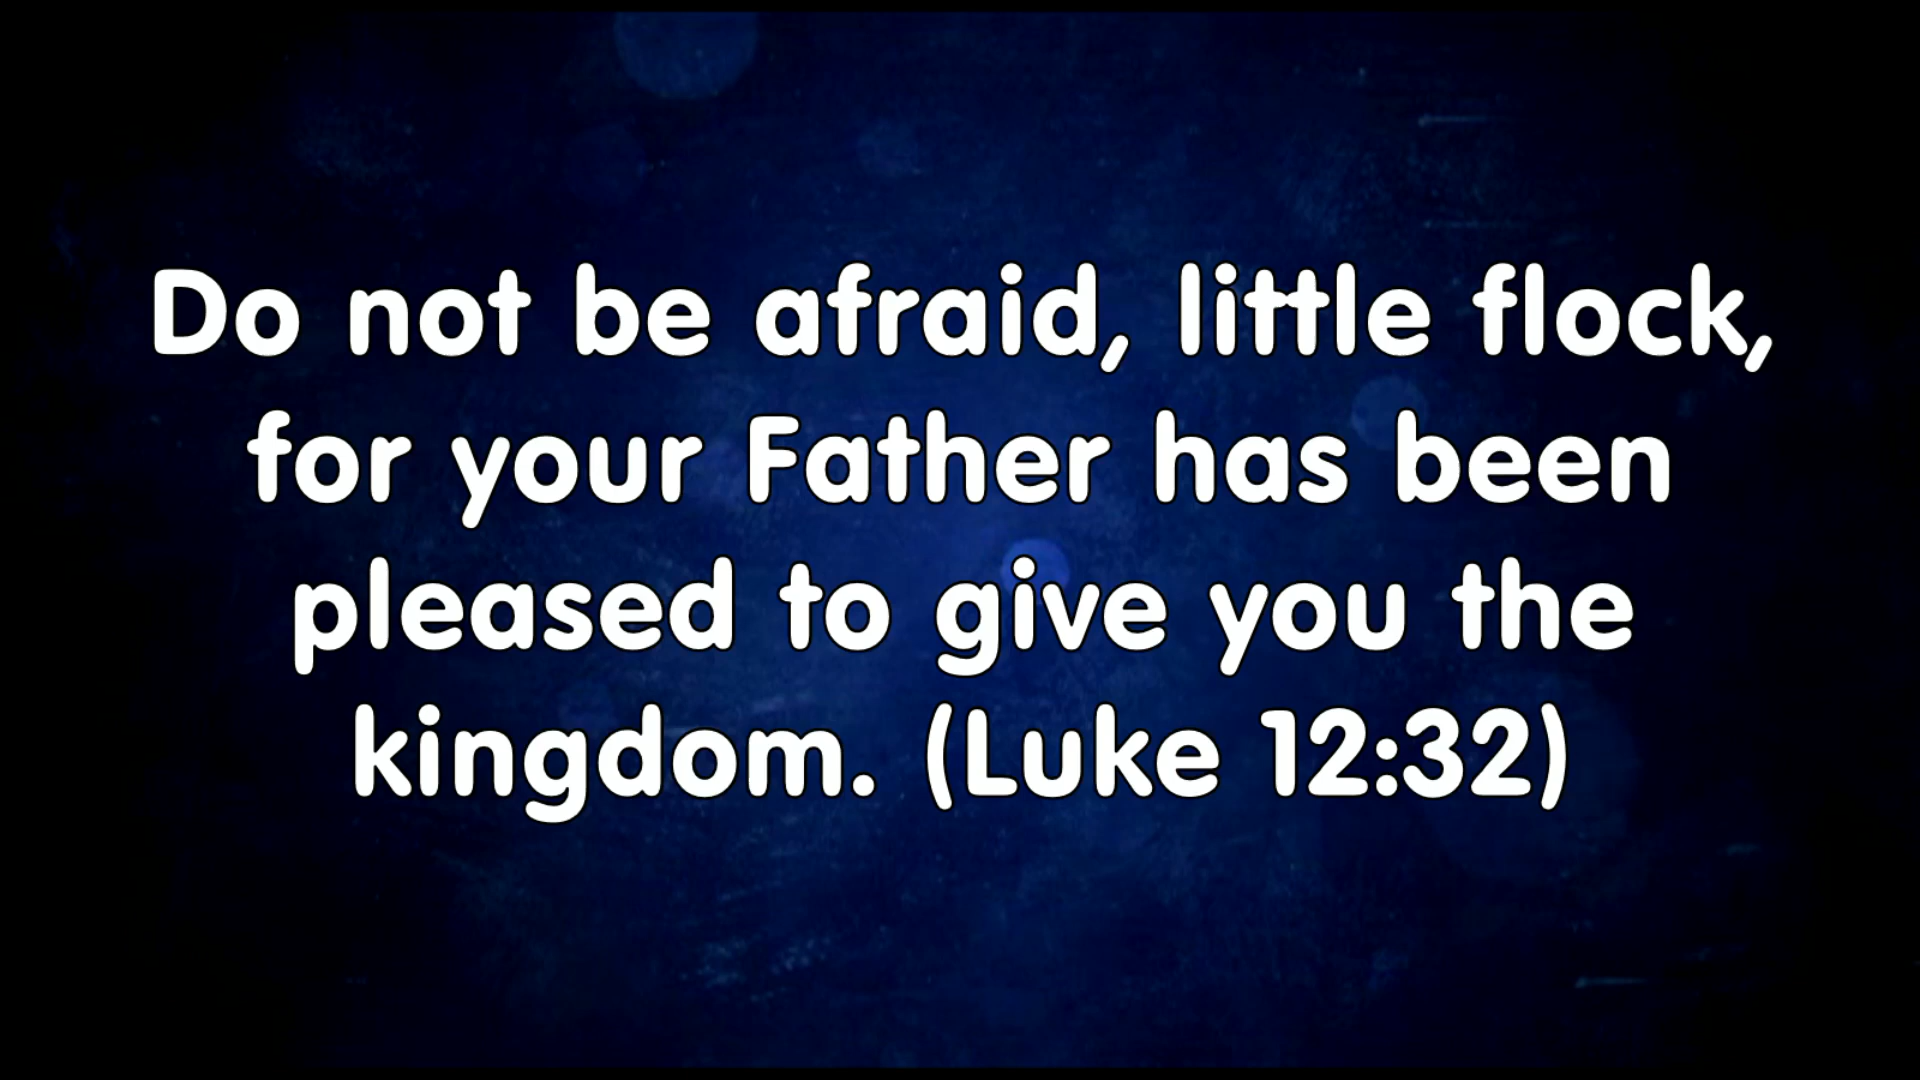 Do not be afraid, little flock,
for your Father has been
pleased to give you the
kingdom. (Luke 12:32)